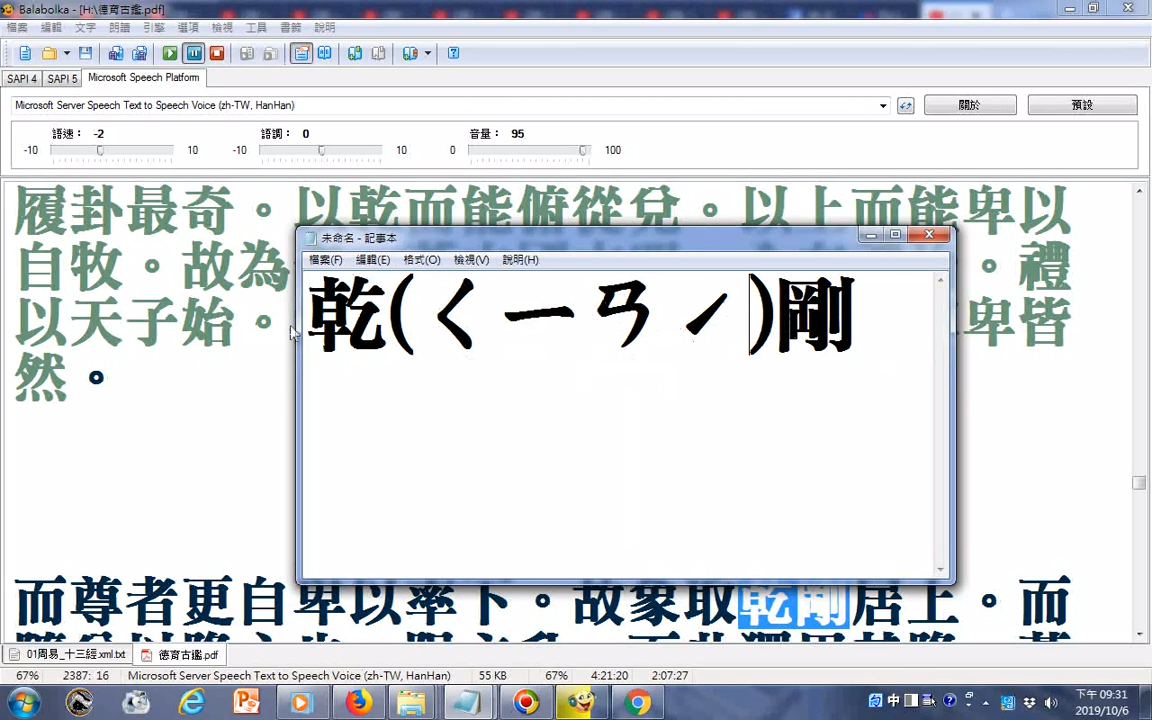 Balabolka - [H:\德育古鑑.pdf]
檔案 編輯 文字 朗讀 引擎 選項 檢視 工具 書籤 說明
SAPI 4 SAPI 5 Microsoft Speech Platform
Microsoft Server Speech Text to Speech Voice (zh-TW, HanHan)
關於 預設
語速： -2 語調： 0 音量： 95
-10 10 -10 10 0 100
履卦最奇。以乾而能俯從兌。以上而能卑以
自牧。故為 。禮
以天子始。 卑皆
然。
未命名 - 記事本
檔案(F) 編輯(E) 格式(O) 檢視(V) 說明(H)
乾(ㄑㄧㄢˊ)剛
而尊者更自卑以率下。故象取乾剛居上。而
01周易_十三經.xml.txt 德育古鑑.pdf
67% 2387: 16 Microsoft Server Speech Text to Speech Voice (zh-TW, HanHan) 55 KB 67% 4:21:20 2:07:27
中
下午 09:31
2019/10/6